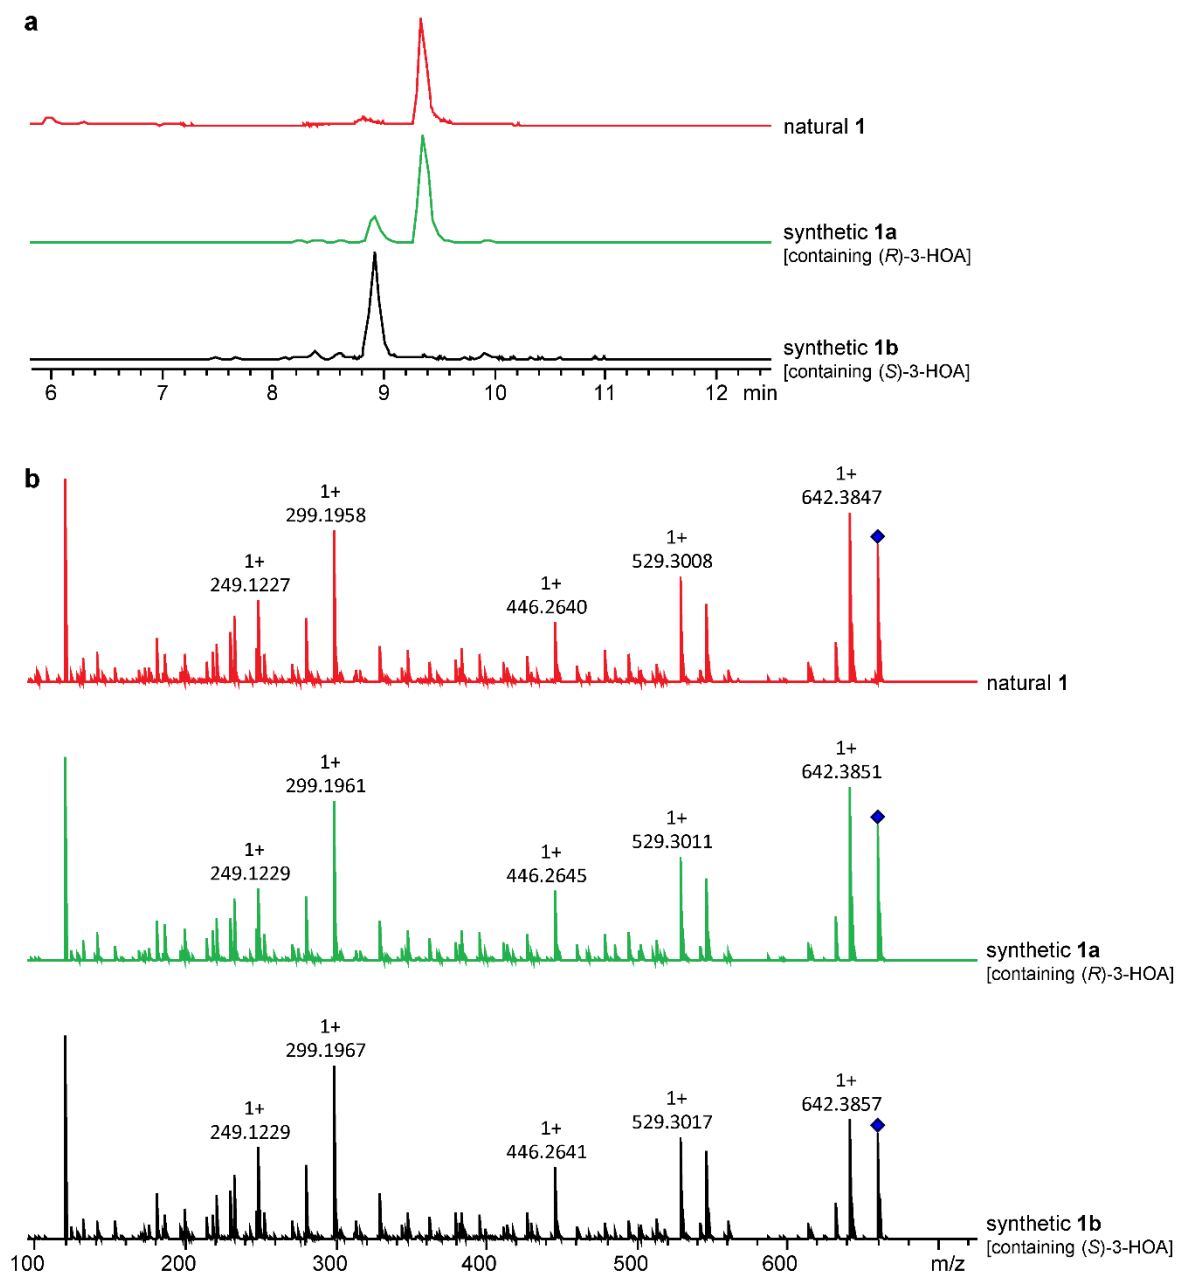 a
natural 1
synthetic 1a
[containing (R)-3-HOA]
synthetic 1b
[containing (S)-3-HOA]
6 7 8 9 10 11 12 min
b
1+
642.3847
1+
299.1958
1+
529.3008
1+
249.1227
1+
446.2640
natural 1
1+
642.3851
1+
299.1961
1+
529.3011
1+
249.1229
1+
446.2645
synthetic 1a
[containing (R)-3-HOA]
1+
299.1967
1+
642.3857
1+
529.3017
1+
249.1229
1+
446.2641
synthetic 1b
[containing (S)-3-HOA]
100 200 300 400 500 600 m/z